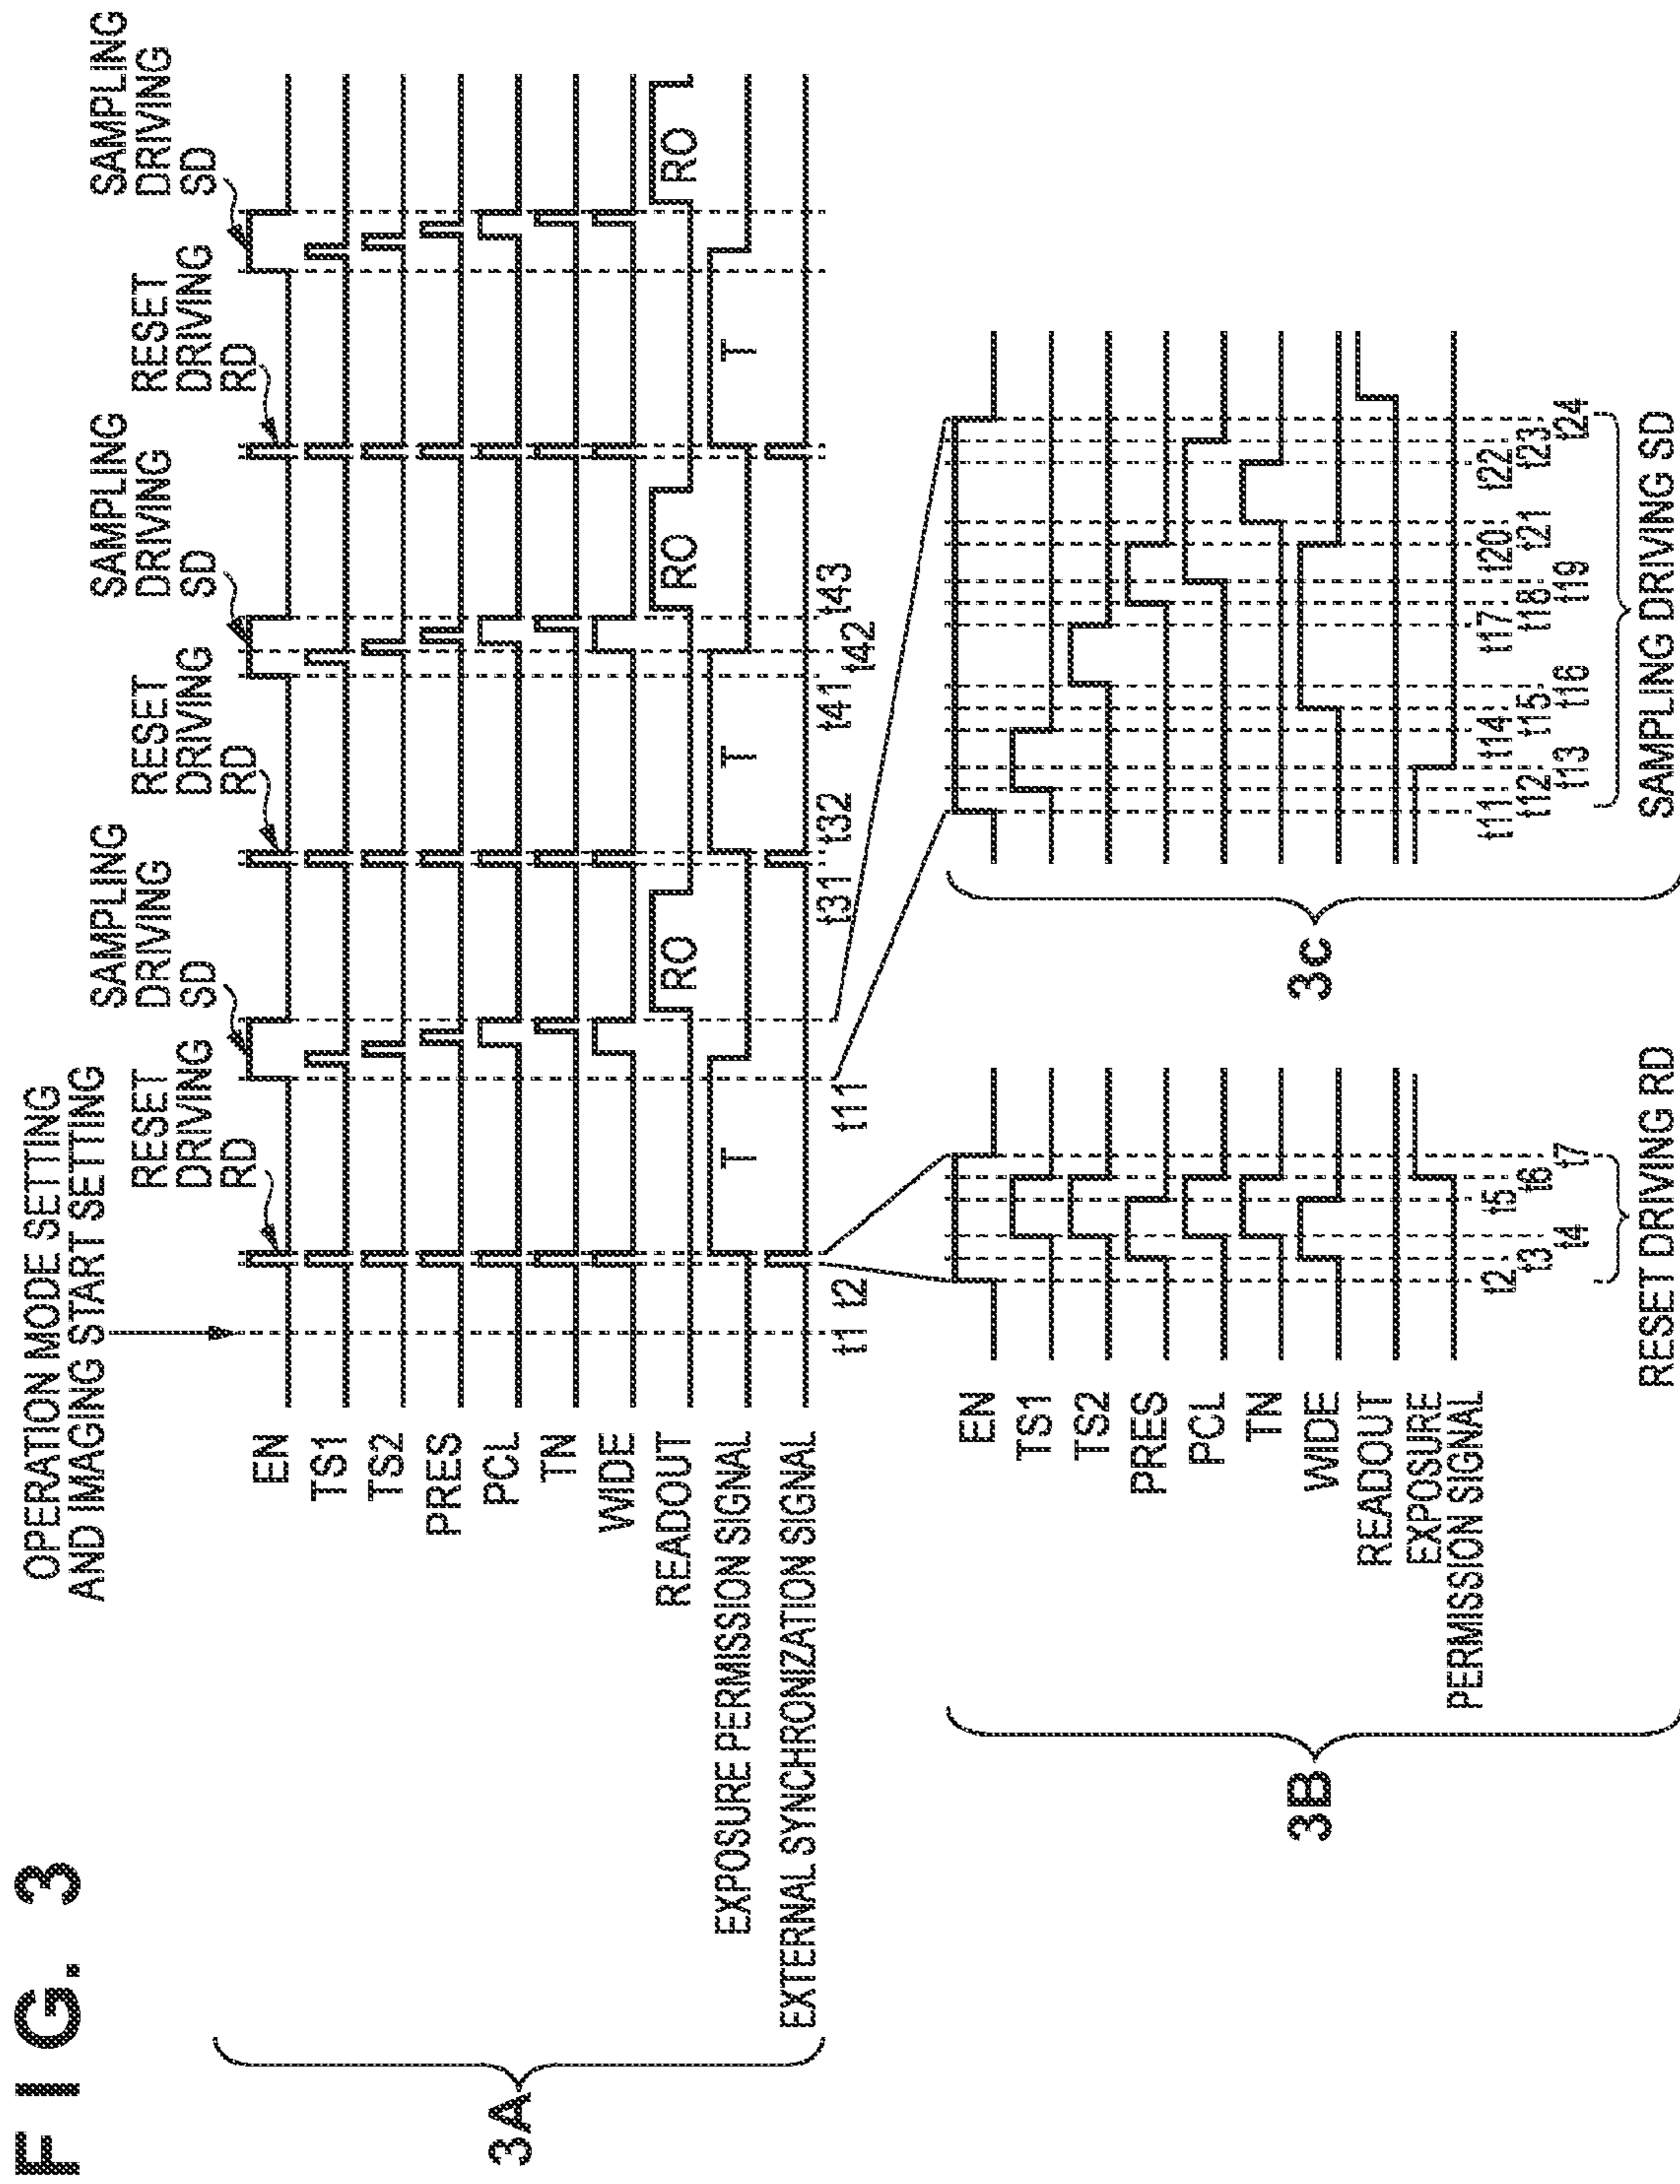 FIG. 3
3A
OPERATION MODE SETTING
AND IMAGING START SETTING
RESET
DRIVING
RD
SAMPLING
DRIVING
SD
RESET
DRIVING
RD
SAMPLING
DRIVING
SD
RESET
DRIVING
RD
SAMPLING
DRIVING
SD
EN
TS1
TS2
PRES
PCL
TN
WIDE
READOUT
RO
RO
RO
EXPOSURE PERMISSION SIGNAL
T
T
T
EXTERNAL SYNCHRONIZATION SIGNAL
t1 t2 t11 t31 t32 t41 t42 t43
3B
EN
TS1
TS2
PRES
PCL
TN
WIDE
READOUT
EXPOSURE
PERMISSION SIGNAL
t2 t3 t4 t5 t6 t7
RESET DRIVING RD
3C
t11 t12 t13 t14 t15 t16 t17 t18 t19 t20 t21 t22 t23 t24
SAMPLING DRIVING SD